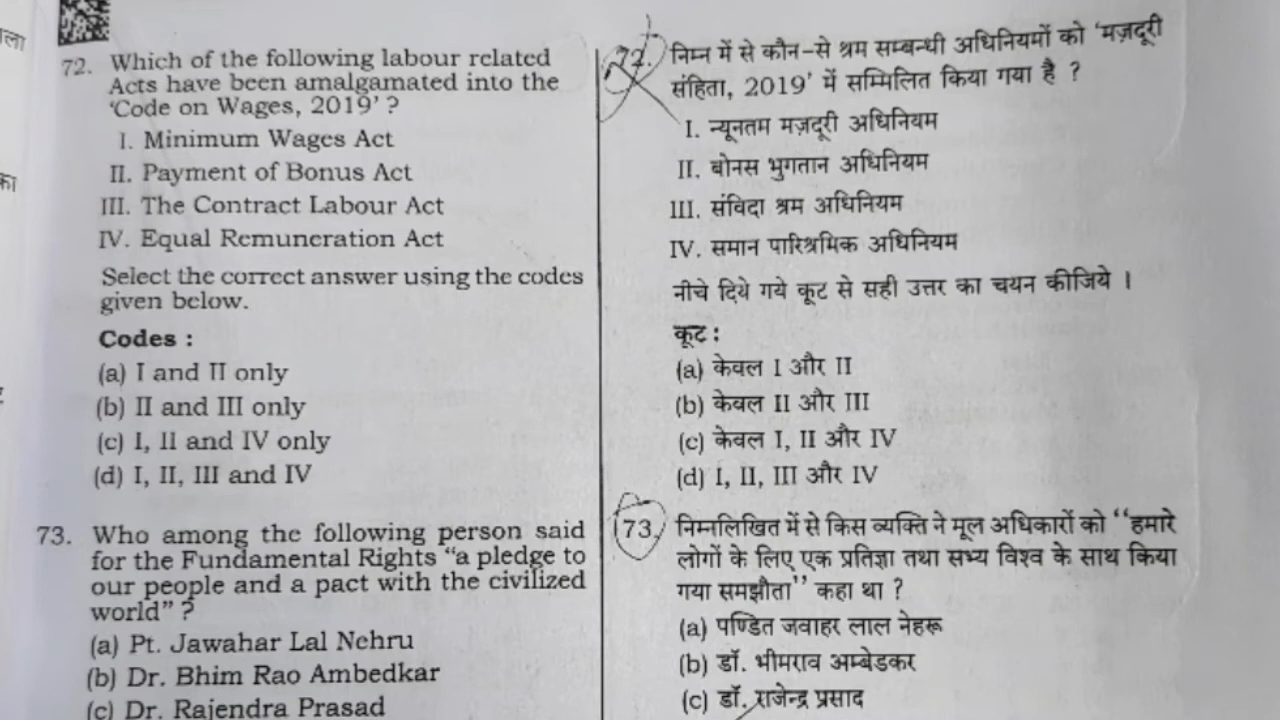 72. Which of the following labour related
Acts have been amalgamated into the
‘Code on Wages, 2019’ ?
I. Minimum Wages Act
II. Payment of Bonus Act
III. The Contract Labour Act
IV. Equal Remuneration Act
Select the correct answer using the codes
given below.
Codes :
(a) I and II only
(b) II and III only
(c) I, II and IV only
(d) I, II, III and IV
73. Who among the following person said
for the Fundamental Rights “a pledge to
our people and a pact with the civilized
world” ?
(a) Pt. Jawahar Lal Nehru
(b) Dr. Bhim Rao Ambedkar
(c) Dr. Rajendra Prasad
72. निम्न में से कौन-से श्रम सम्बन्धी अधिनियमों को ‘मज़दूरी
संहिता, 2019’ में सम्मिलित किया गया है ?
I. न्यूनतम मज़दूरी अधिनियम
II. बोनस भुगतान अधिनियम
III. संविदा श्रम अधिनियम
IV. समान पारिश्रमिक अधिनियम
नीचे दिये गये कूट से सही उत्तर का चयन कीजिये ।
कूट :
(a) केवल I और II
(b) केवल II और III
(c) केवल I, II और IV
(d) I, II, III और IV
73. निम्नलिखित में से किस व्यक्ति ने मूल अधिकारों को ‘‘हमारे
लोगों के लिए एक प्रतिज्ञा तथा सभ्य विश्व के साथ किया
गया समझौता’’ कहा था ?
(a) पण्डित जवाहर लाल नेहरू
(b) डॉ. भीमराव अम्बेडकर
(c) डॉ. राजेन्द्र प्रसाद